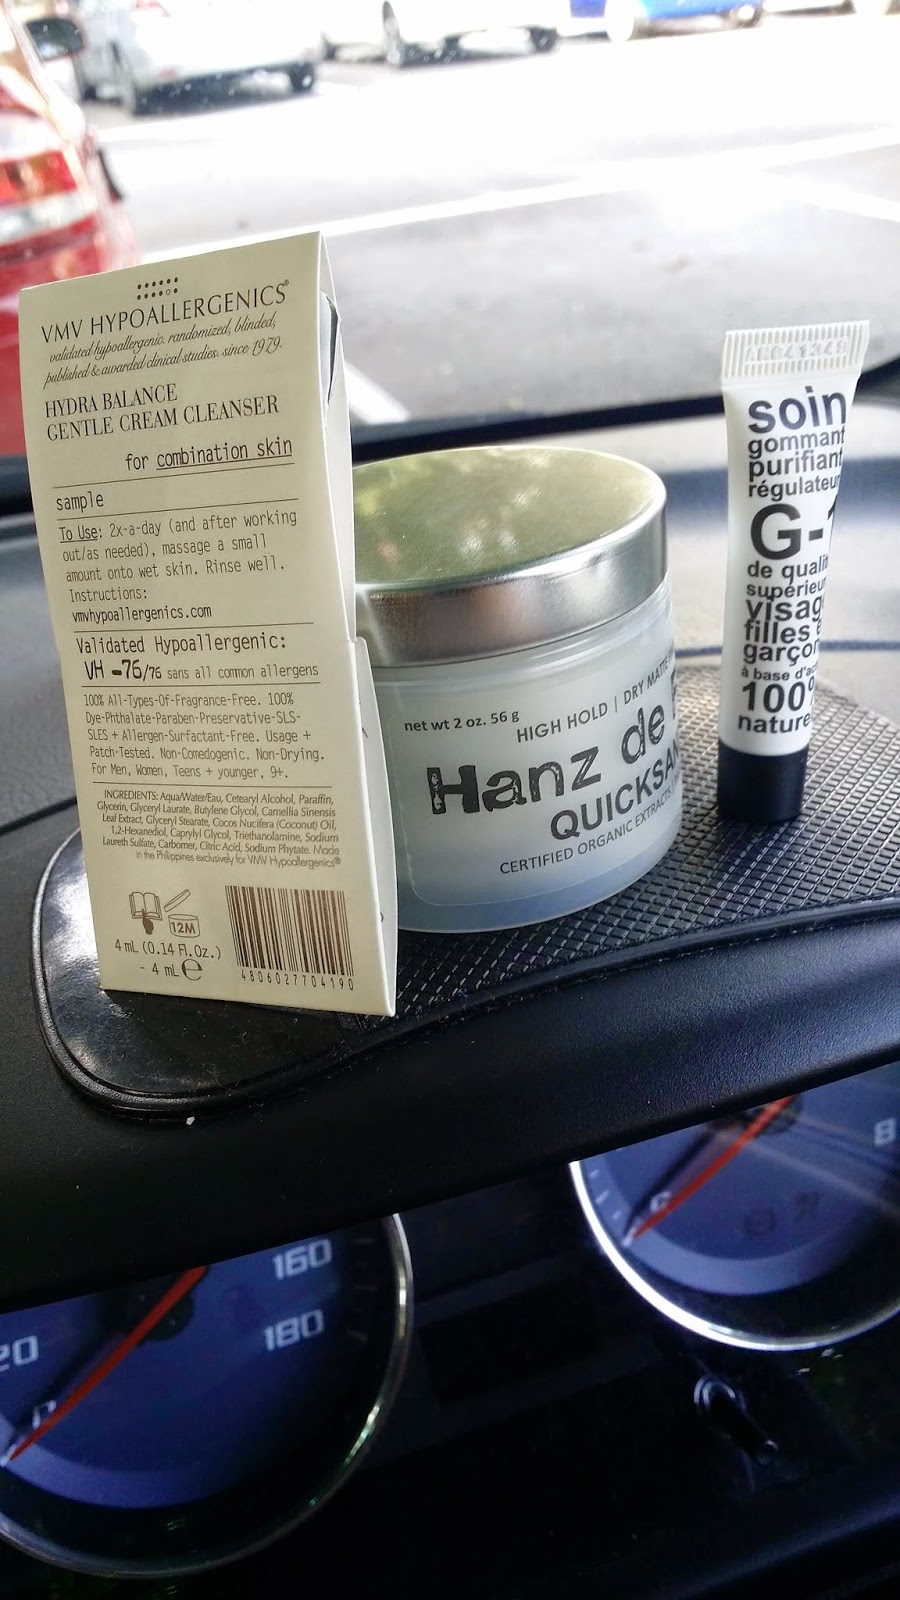 VMV HYPOALLERGENICS®
validated hypoallergenic. randomized, blinded,
published & awarded clinical studies. since 1979.
HYDRA BALANCE
GENTLE CREAM CLEANSER
for combination skin
sample
To Use: 2x-a-day (and after working
out/as needed), massage a small
amount onto wet skin. Rinse well.
Instructions:
vmvhypoallergenics.com
Validated Hypoallergenic:
VH -76/76 sans all common allergens
100% All-Types-Of-Fragrance-Free. 100%
Dye-Phthalate-Paraben-Preservative-SLS-
SLES + Allergen-Surfactant-Free. Usage +
Patch-Tested. Non-Comedogenic. Non-Drying.
For Men, Women, Teens + younger, 9+.
INGREDIENTS: Aqua/Water/Eau, Cetearyl Alcohol, Paraffin,
Glycerin, Glyceryl Laurate, Butylene Glycol, Camellia Sinensis
Leaf Extract, Glyceryl Stearate, Cocos Nucifera (Coconut) Oil,
1,2-Hexanediol, Caprylyl Glycol, Triethanolamine, Sodium
Laureth Sulfate, Carbomer, Citric Acid, Sodium Phytate. Made
in the Philippines exclusively for VMV Hypoallergenics®
12M
4 mL (0.14 Fl.Oz.)
- 4 mL ℮
4806027704190
net wt 2 oz. 56 g
HIGH HOLD | DRY MATTE
Hanz de
QUICKSAN
CERTIFIED ORGANIC EXTRACTS
soin
gommant
purifiant
régulateur
G-1
de qualit
supérieur
visag
filles e
garçon
à base d'ac
100%
nature
160
180
20
8